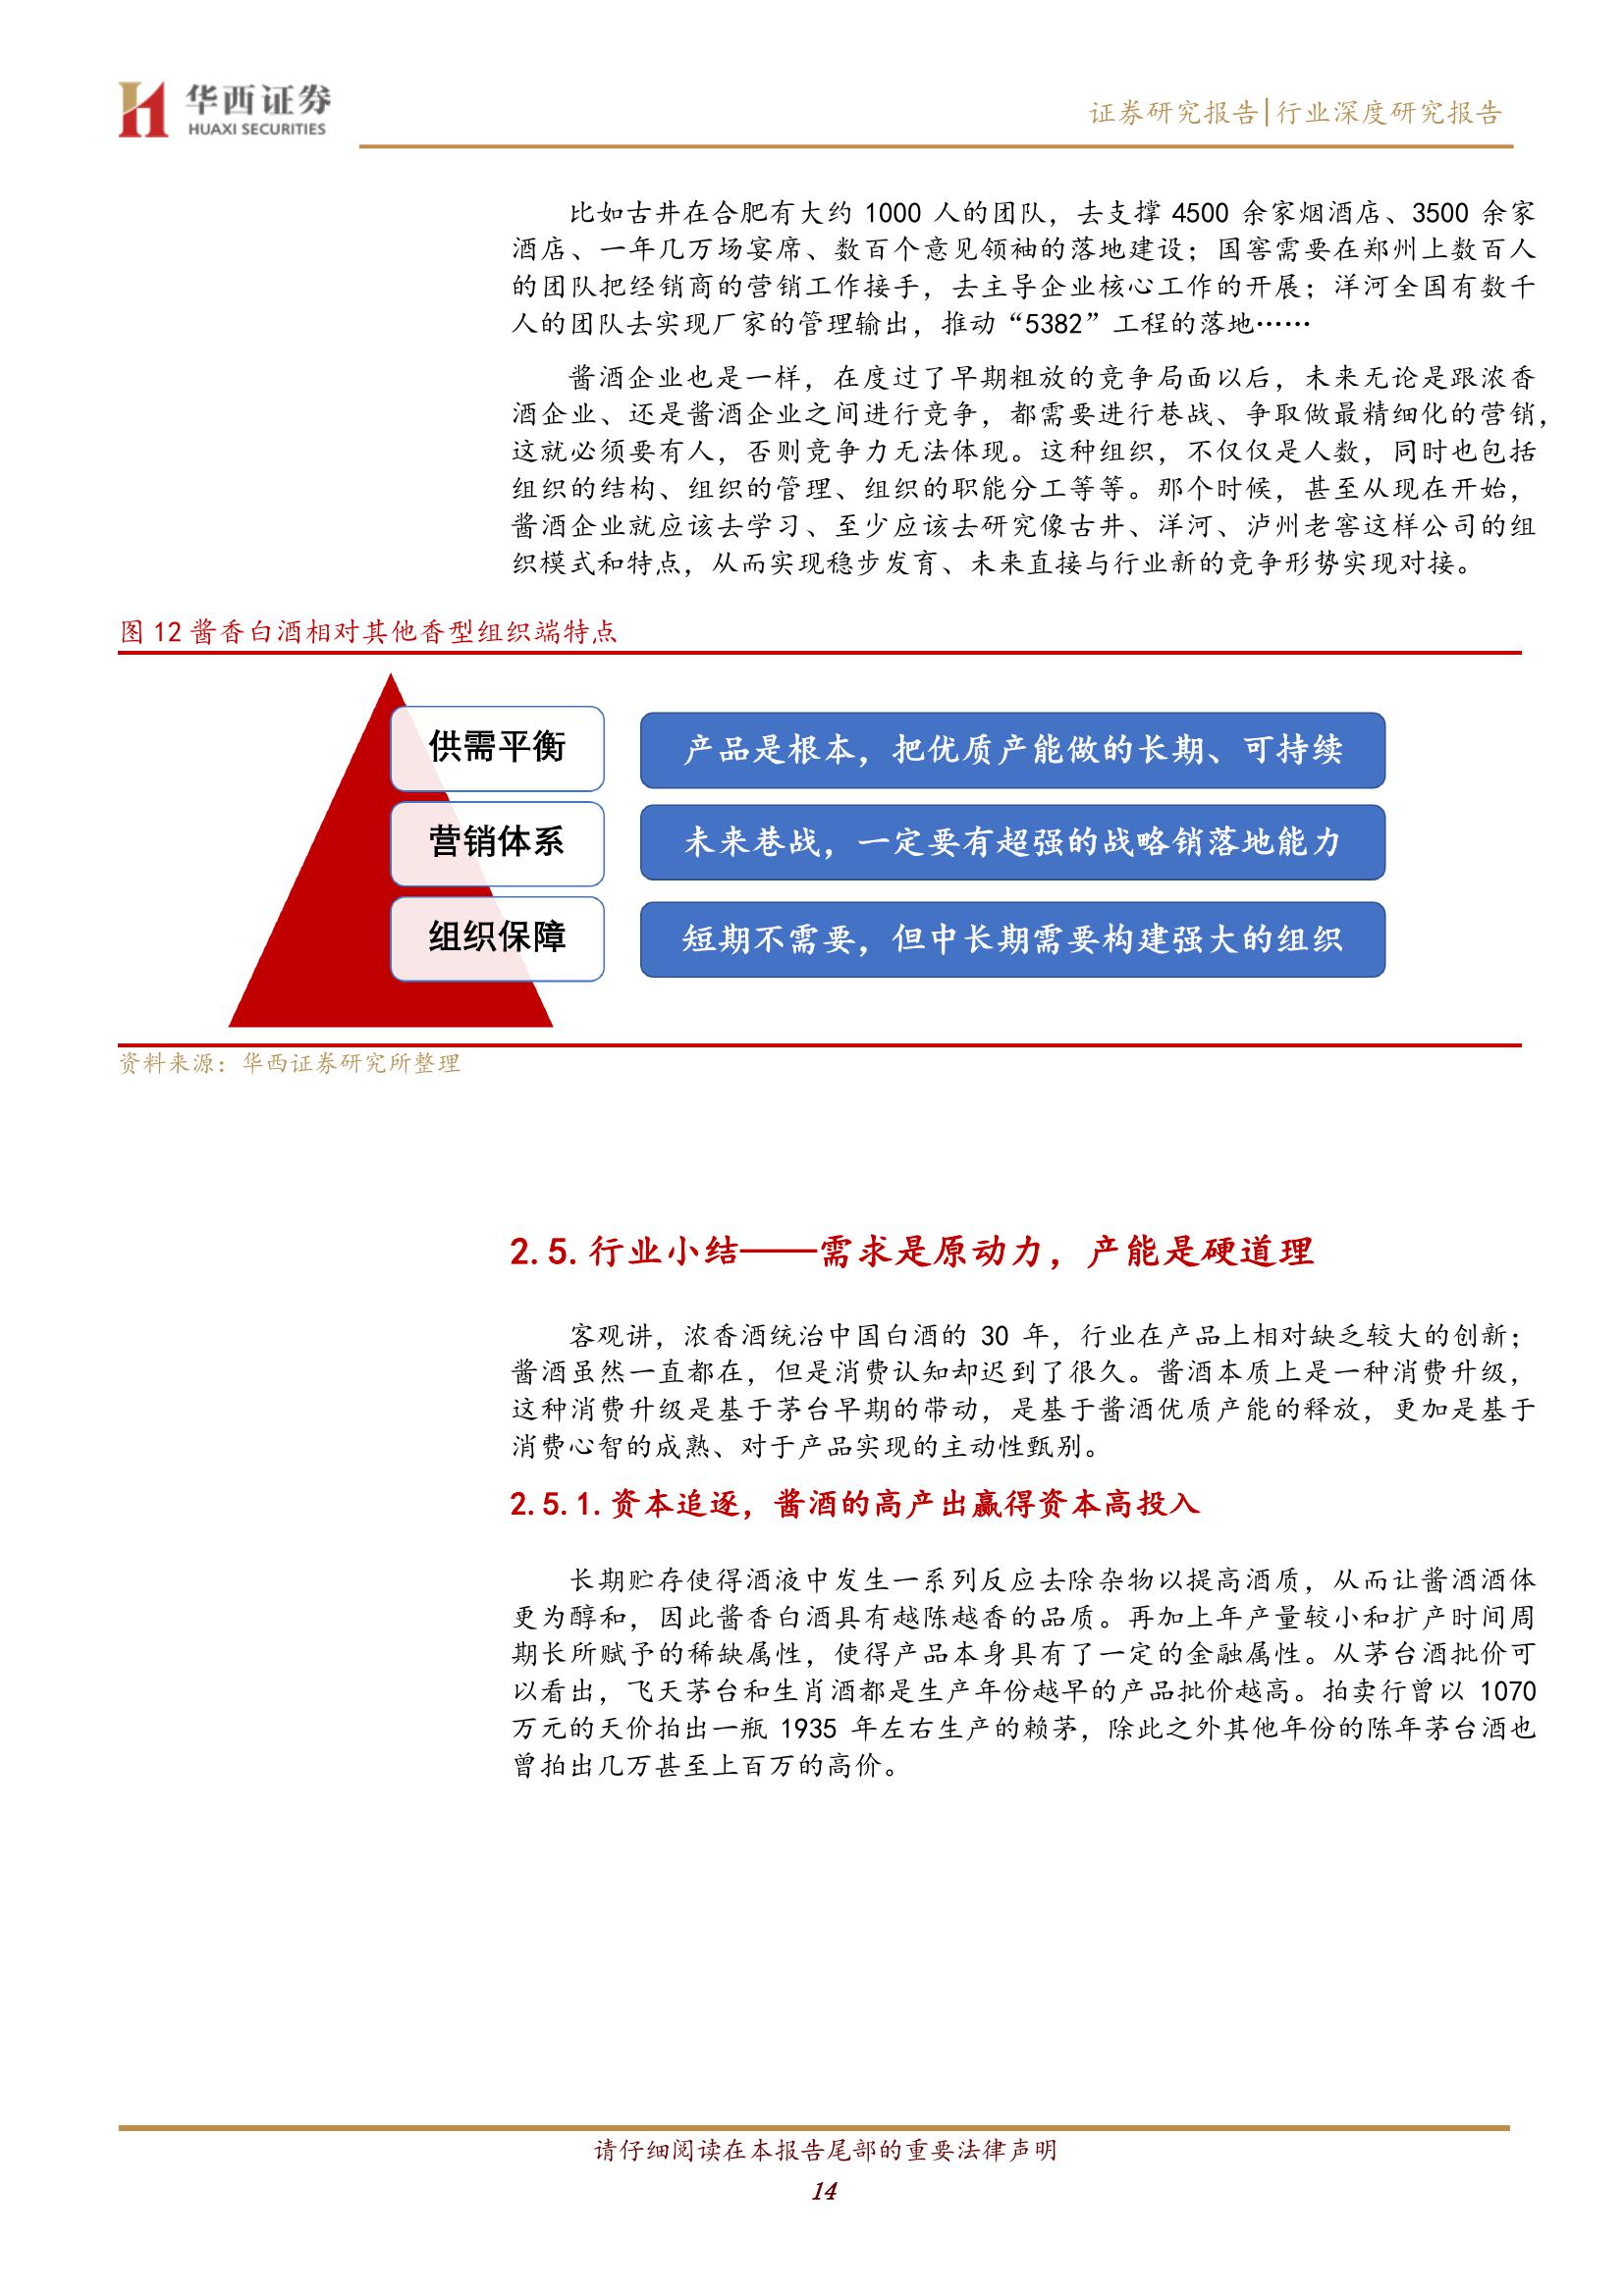 华西证券
HUAXI SECURITIES
证券研究报告|行业深度研究报告
比如古井在合肥有大约 1000 人的团队，去支撑 4500 余家烟酒店、3500 余家
酒店、一年几万场宴席、数百个意见领袖的落地建设；国窖需要在郑州上数百人
的团队把经销商的营销工作接手，去主导企业核心工作的开展；洋河全国有数千
人的团队去实现厂家的管理输出，推动“5382”工程的落地……
酱酒企业也是一样，在度过了早期粗放的竞争局面以后，未来无论是跟浓香
酒企业、还是酱酒企业之间进行竞争，都需要进行巷战、争取做最精细化的营销，
这就必须要有人，否则竞争力无法体现。这种组织，不仅仅是人数，同时也包括
组织的结构、组织的管理、组织的职能分工等等。那个时候，甚至从现在开始，
酱酒企业就应该去学习、至少应该去研究像古井、洋河、泸州老窖这样公司的组
织模式和特点，从而实现稳步发育、未来直接与行业新的竞争形势实现对接。
图 12 酱香白酒相对其他香型组织端特点
供需平衡
产品是根本，把优质产能做的长期、可持续
营销体系
未来巷战，一定要有超强的战略销落地能力
组织保障
短期不需要，但中长期需要构建强大的组织
资料来源：华西证券研究所整理
2.5.行业小结——需求是原动力，产能是硬道理
客观讲，浓香酒统治中国白酒的 30 年，行业在产品上相对缺乏较大的创新；
酱酒虽然一直都在，但是消费认知却迟到了很久。酱酒本质上是一种消费升级，
这种消费升级是基于茅台早期的带动，是基于酱酒优质产能的释放，更加是基于
消费心智的成熟、对于产品实现的主动性甄别。
2.5.1.资本追逐，酱酒的高产出赢得资本高投入
长期贮存使得酒液中发生一系列反应去除杂物以提高酒质，从而让酱酒酒体
更为醇和，因此酱香白酒具有越陈越香的品质。再加上年产量较小和扩产时间周
期长所赋予的稀缺属性，使得产品本身具有了一定的金融属性。从茅台酒批价可
以看出，飞天茅台和生肖酒都是生产年份越早的产品批价越高。拍卖行曾以 1070
万元的天价拍出一瓶 1935 年左右生产的赖茅，除此之外其他年份的陈年茅台酒也
曾拍出几万甚至上百万的高价。
请仔细阅读在本报告尾部的重要法律声明
14